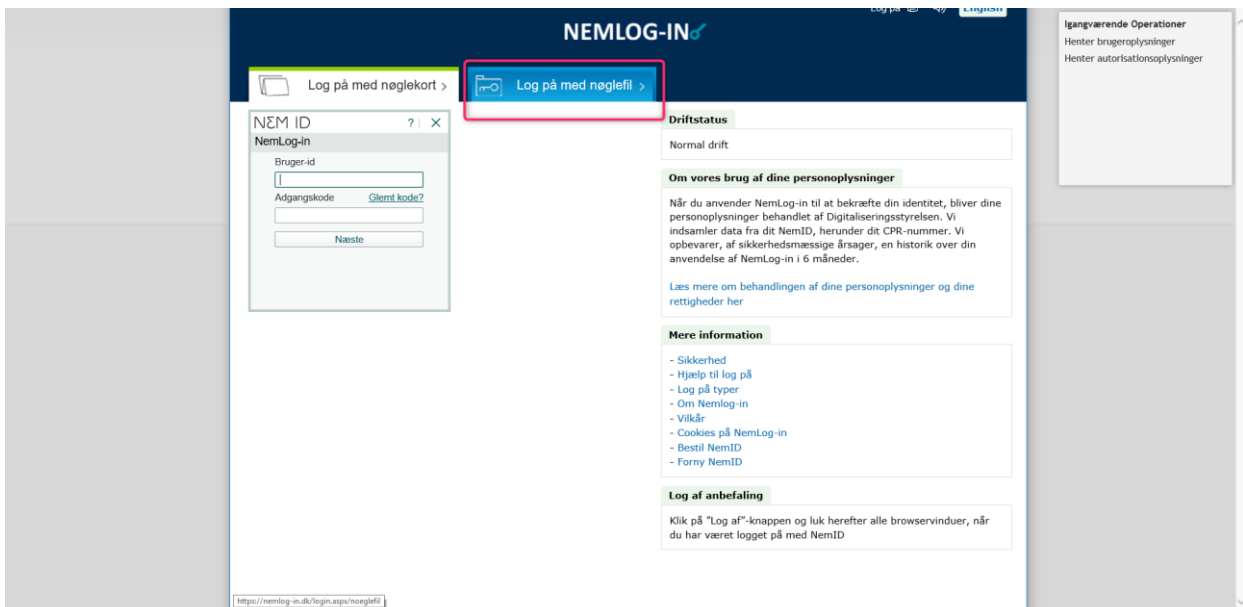 Log på
English
NEMLOG-IN
Log på med nøglekort >
Log på med nøglefil >
NEM ID ? | X
NemLog-in
Bruger-id
Adgangskode Glemt kode?
Næste
Driftstatus
Normal drift
Om vores brug af dine personoplysninger
Når du anvender NemLog-in til at bekræfte din identitet, bliver dine
personoplysninger behandlet af Digitaliseringsstyrelsen. Vi
indsamler data fra dit NemID, herunder dit CPR-nummer. Vi
opbevarer, af sikkerhedsmæssige årsager, en historik over din
anvendelse af NemLog-in i 6 måneder.
Læs mere om behandlingen af dine personoplysninger og dine
rettigheder her
Mere information
- Sikkerhed
- Hjælp til log på
- Log på typer
- Om Nemlog-in
- Vilkår
- Cookies på NemLog-in
- Bestil NemID
- Forny NemID
Log af anbefaling
Klik på "Log af"-knappen og luk herefter alle browservinduer, når
du har været logget på med NemID
Igangværende Operationer
Henter brugeroplysninger
Henter autorisationsoplysninger
https://nemlog-in.dk/login.aspx/noeglefil